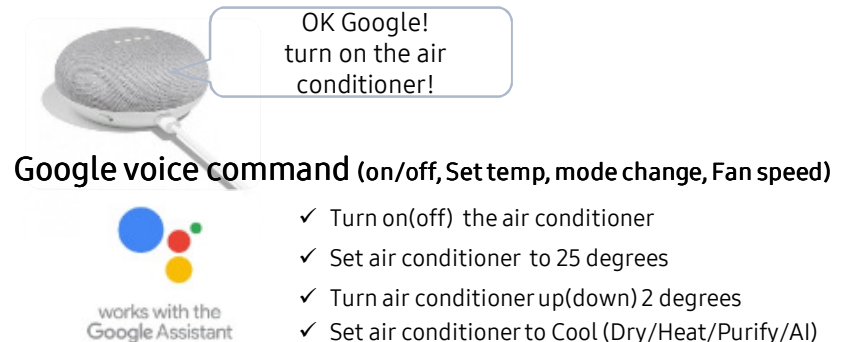 OK Google!
turn on the air
conditioner!
Google voice command (on/off, Set temp, mode change, Fan speed)
✓ Turn on(off) the air conditioner
✓ Set air conditioner to 25 degrees
✓ Turn air conditioner up(down) 2 degrees
✓ Set air conditioner to Cool (Dry/Heat/Purify/AI)
works with the
Google Assistant